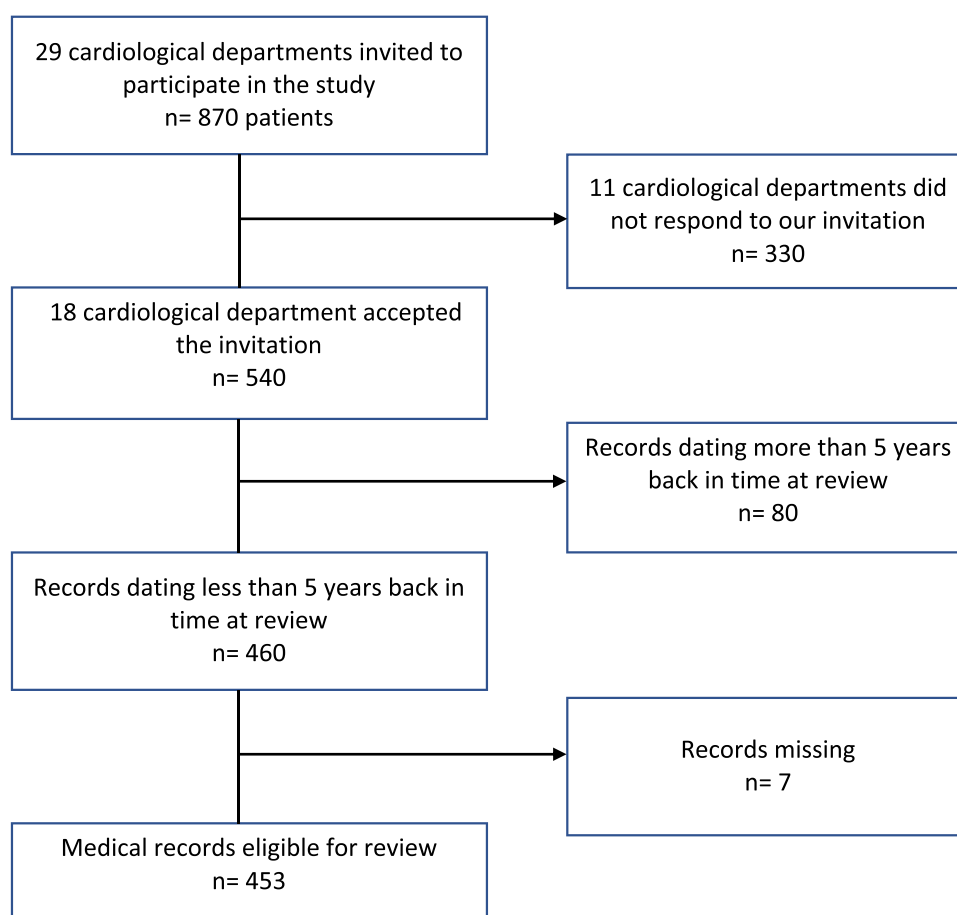 29 cardiological departments invited to
participate in the study
n= 870 patients
11 cardiological departments did
not respond to our invitation
n= 330
18 cardiological department accepted
the invitation
n= 540
Records dating more than 5 years
back in time at review
n= 80
Records dating less than 5 years back in
time at review
n= 460
Records missing
n= 7
Medical records eligible for review
n= 453